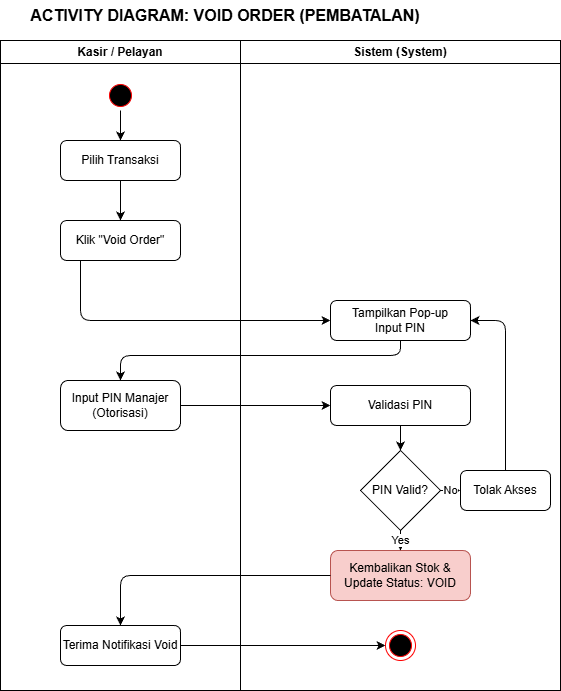 ACTIVITY DIAGRAM: VOID ORDER (PEMBATALAN)
Kasir / Pelayan
Sistem (System)
Pilih Transaksi
Klik "Void Order"
Tampilkan Pop-up
Input PIN
Input PIN Manajer
(Otorisasi)
Validasi PIN
PIN Valid?
No
Tolak Akses
Yes
Kembalikan Stok &
Update Status: VOID
Terima Notifikasi Void